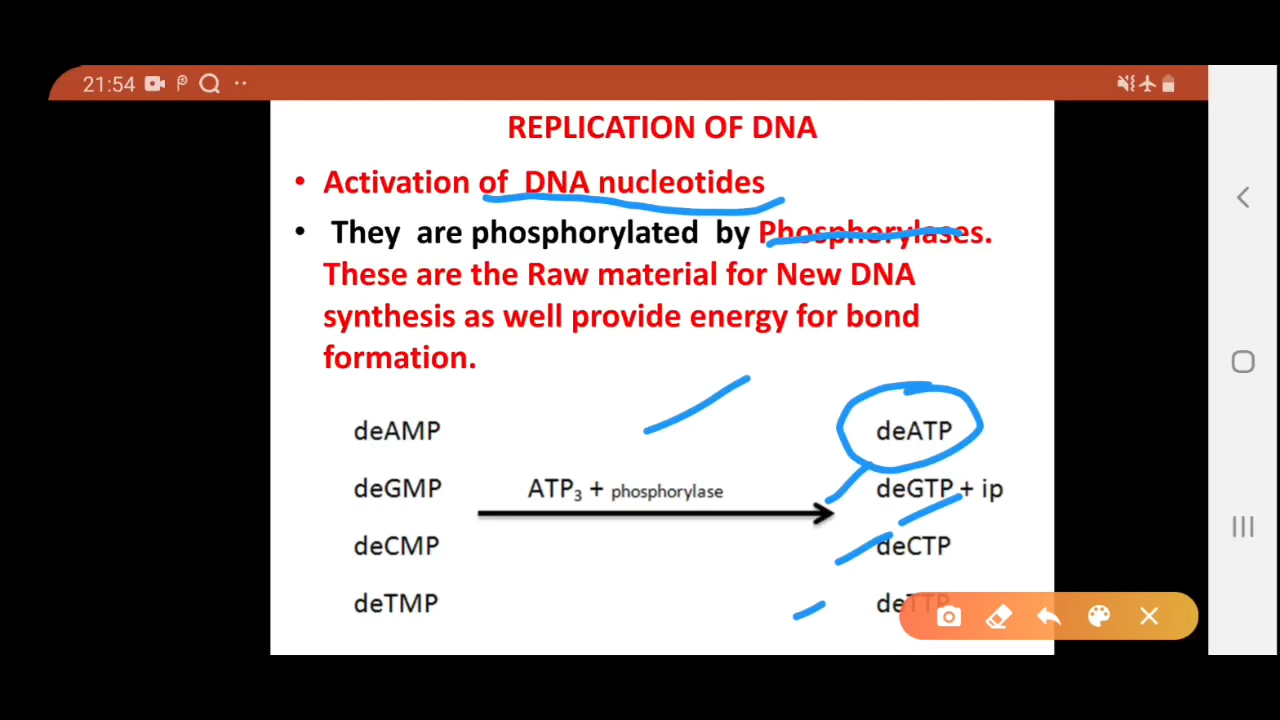 21:54
REPLICATION OF DNA
• Activation of DNA nucleotides
• They are phosphorylated by Phosphorylases.
These are the Raw material for New DNA
synthesis as well provide energy for bond
formation.
deAMP deATP
deGMP ATP₃ + phosphorylase deGTP + ip
deCMP deCTP
deTMP deTTP